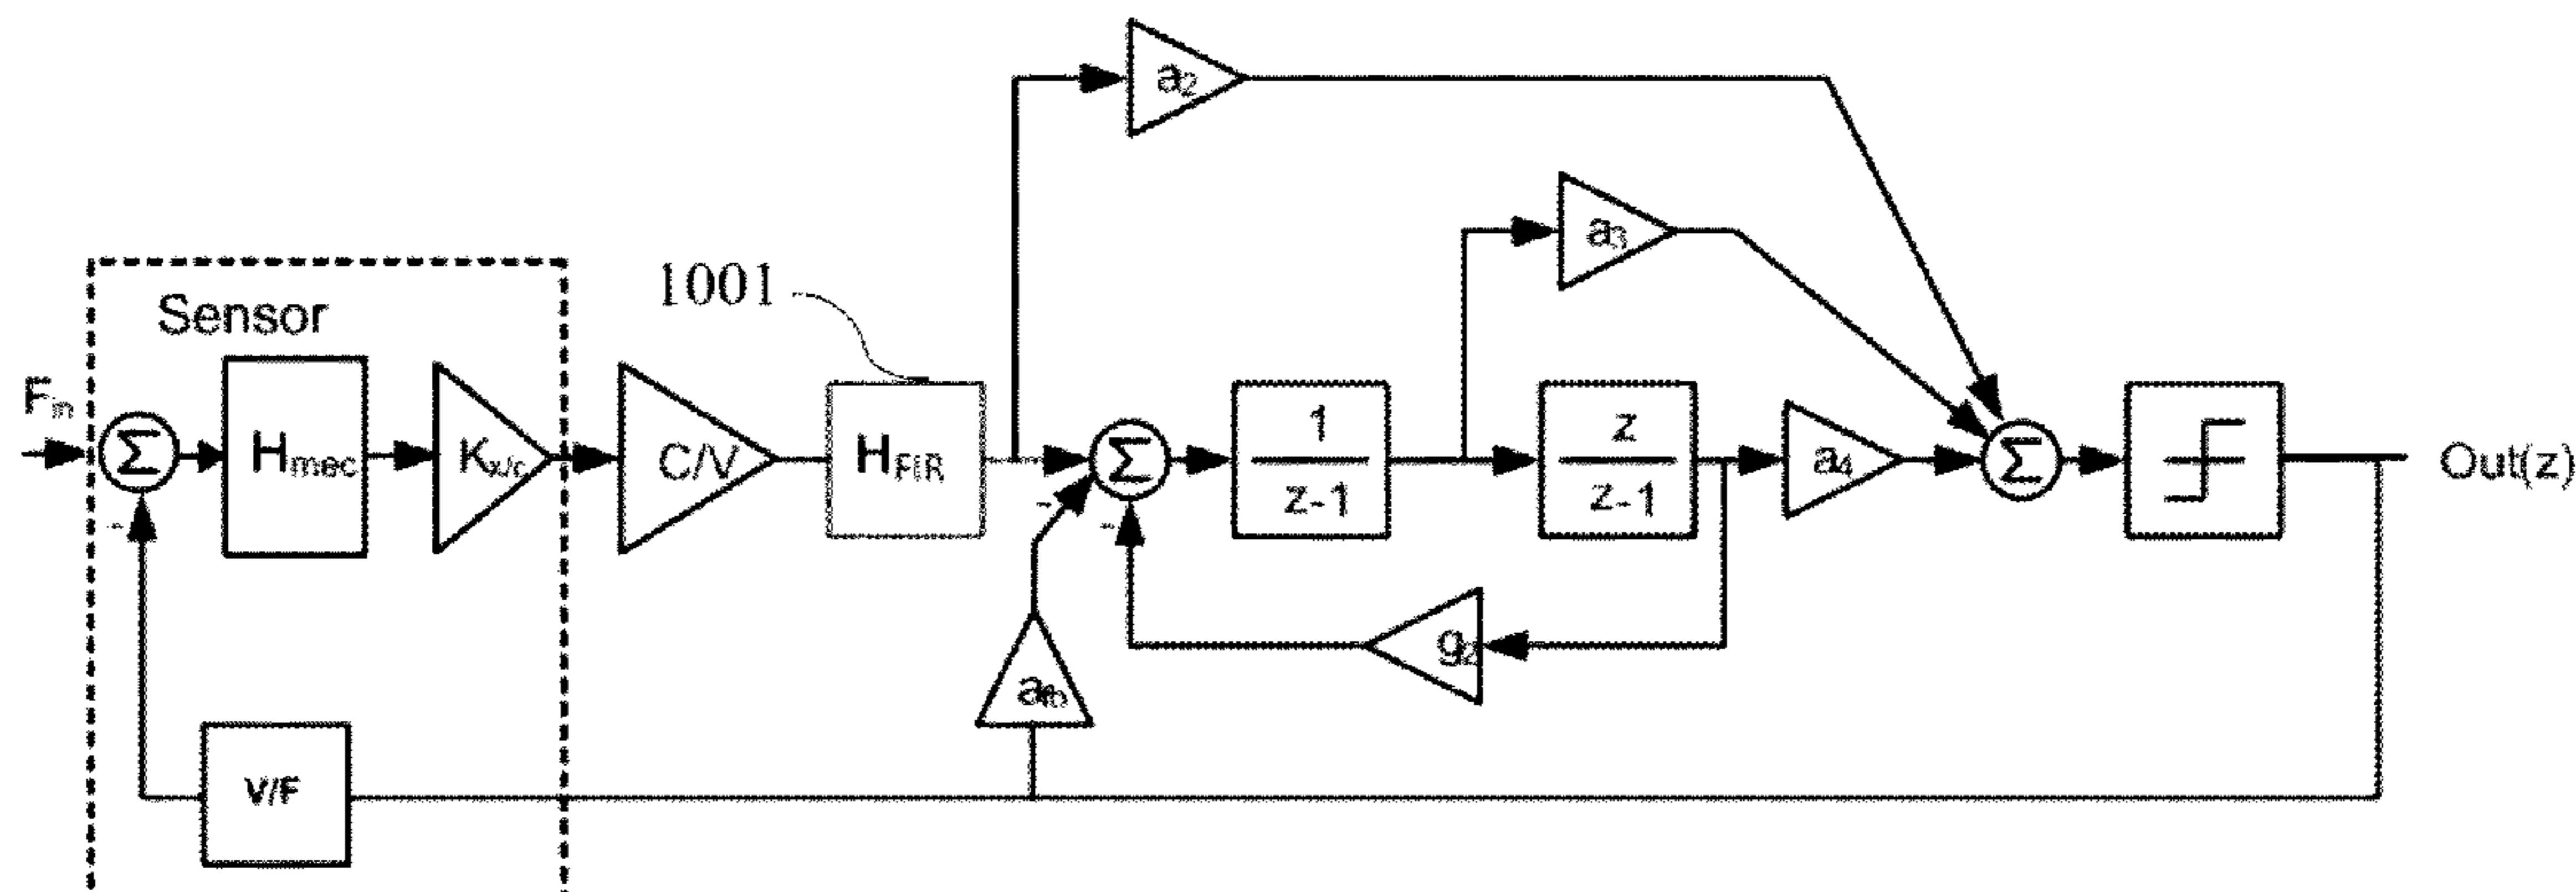 a₂
a₃
1001
Sensor
Fᵢₙ
Σ
Hmec
Kx/c
C/V
HFIR
Σ
1
z-1
z
z-1
a₄
Σ
Out(z)
-
-
-
g₂
afb
V/F